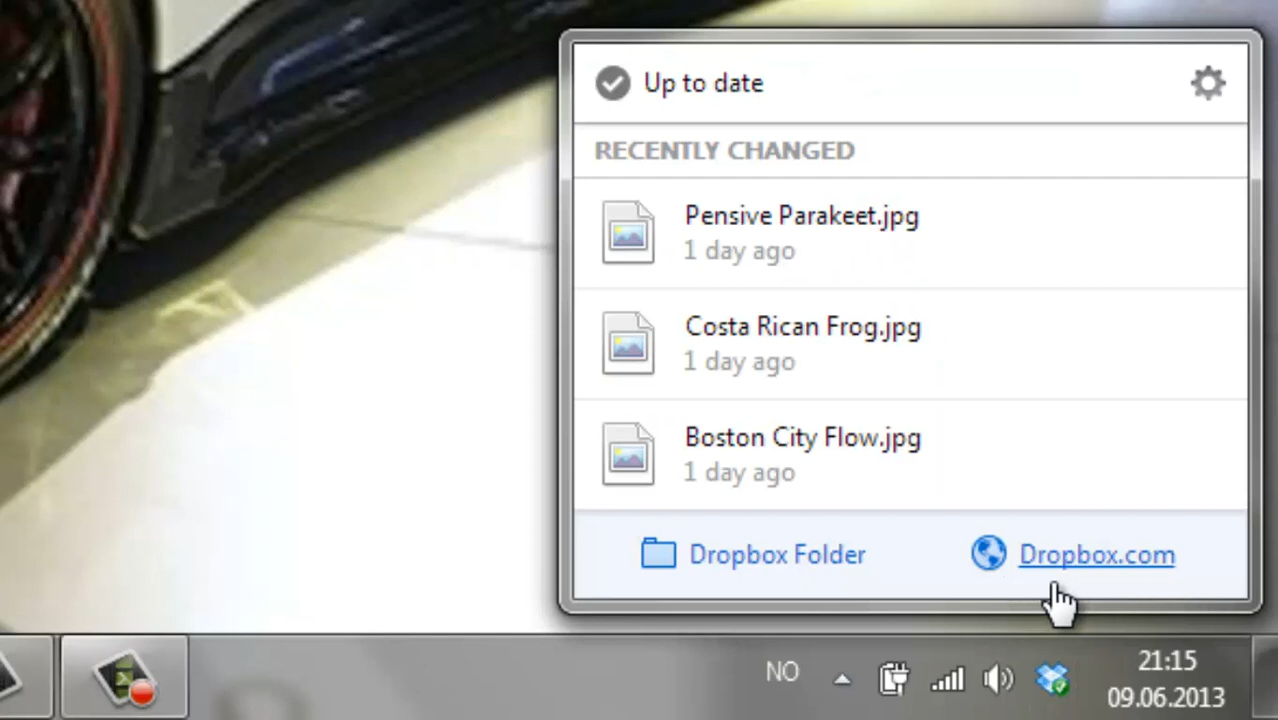 Up to date
RECENTLY CHANGED
Pensive Parakeet.jpg
1 day ago
Costa Rican Frog.jpg
1 day ago
Boston City Flow.jpg
1 day ago
Dropbox Folder
Dropbox.com
NO
21:15
09.06.2013